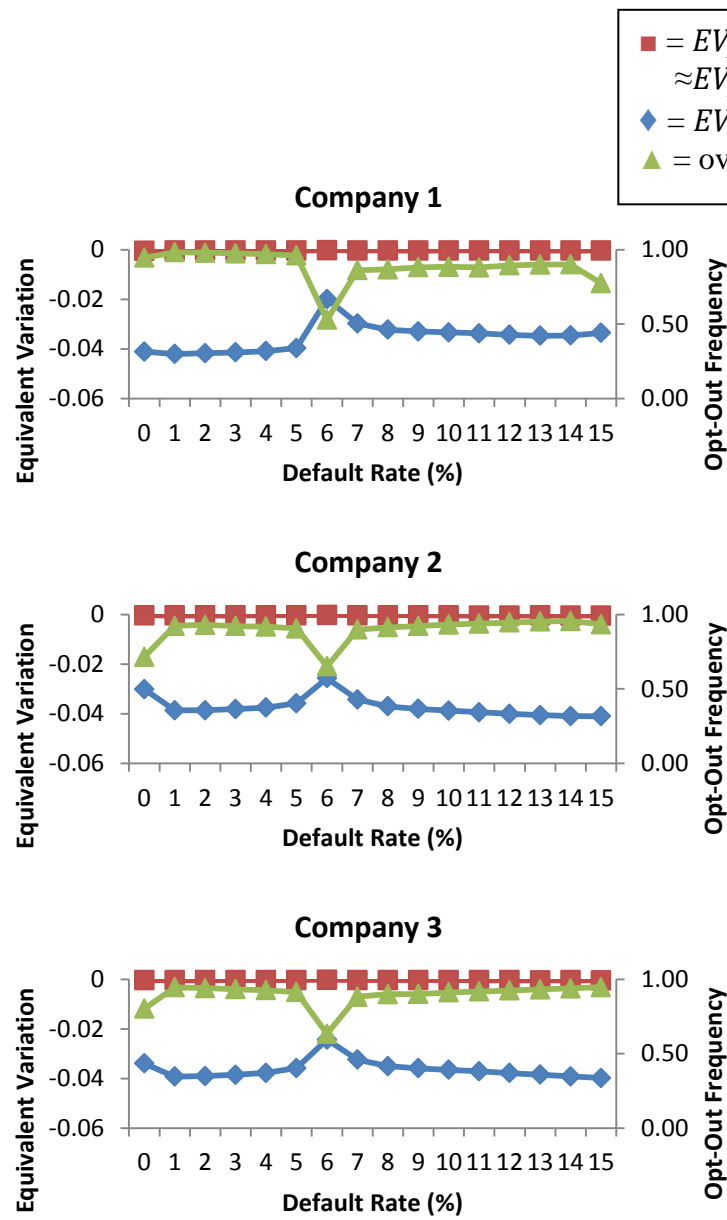 = EV
≈EV
= EV
= ov
Company 1
0
-0.02
-0.04
-0.06
Equivalent Variation
1.00
0.50
0.00
Opt-Out Frequency
0 1 2 3 4 5 6 7 8 9 10 11 12 13 14 15
Default Rate (%)
Company 2
0
-0.02
-0.04
-0.06
Equivalent Variation
1.00
0.50
0.00
Opt-Out Frequency
0 1 2 3 4 5 6 7 8 9 10 11 12 13 14 15
Default Rate (%)
Company 3
0
-0.02
-0.04
-0.06
Equivalent Variation
1.00
0.50
0.00
Opt-Out Frequency
0 1 2 3 4 5 6 7 8 9 10 11 12 13 14 15
Default Rate (%)